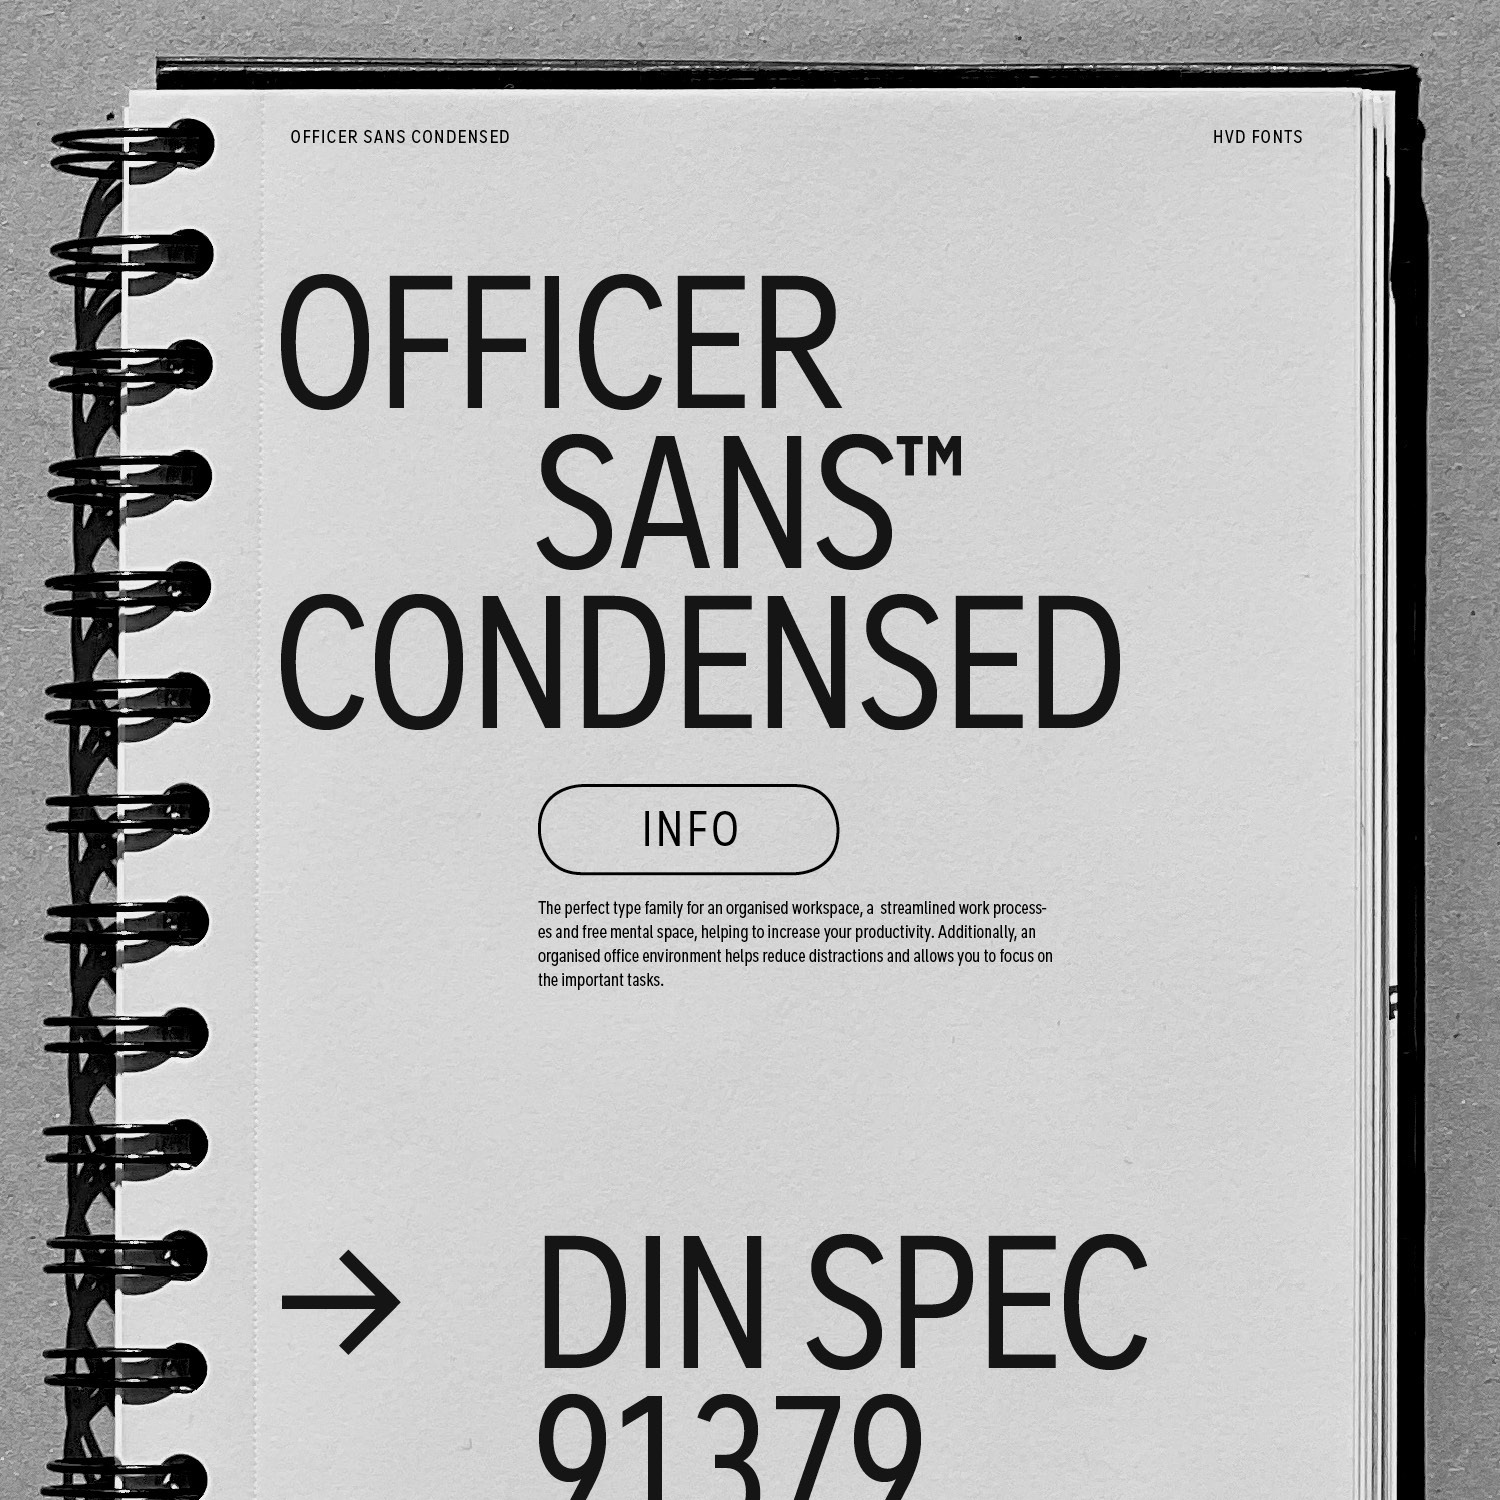 OFFICER SANS CONDENSED
HVD FONTS
OFFICER
SANS™
CONDENSED
INFO
The perfect type family for an organised workspace, a  streamlined work process-
es and free mental space, helping to increase your productivity. Additionally, an
organised office environment helps reduce distractions and allows you to focus on
the important tasks.
→ DIN SPEC
91379